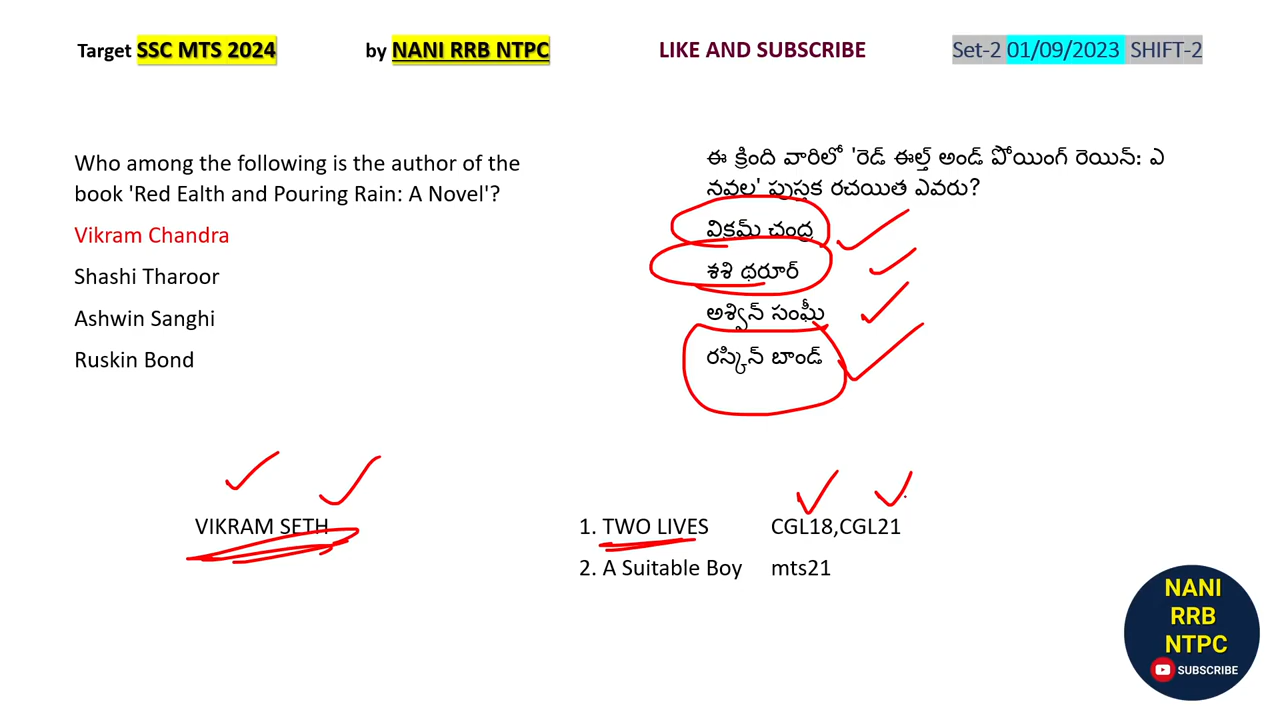 Target SSC MTS 2024 by NANI RRB NTPC LIKE AND SUBSCRIBE Set-2 01/09/2023 SHIFT-2
Who among the following is the author of the
book 'Red Ealth and Pouring Rain: A Novel'?
Vikram Chandra
Shashi Tharoor
Ashwin Sanghi
Ruskin Bond
ఈ క్రింది వారిలో 'రెడ్ ఈల్త్ అండ్ పోయింగ్ రెయిన్: ఎ
నవల' పుస్తక రచయిత ఎవరు?
విక్రమ్ చంద్ర
శశి థరూర్
అశ్విన్ సంఘీ
రస్కిన్ బాండ్
VIKRAM SETH
1. TWO LIVES CGL18,CGL21
2. A Suitable Boy mts21
NANI
RRB
NTPC
SUBSCRIBE